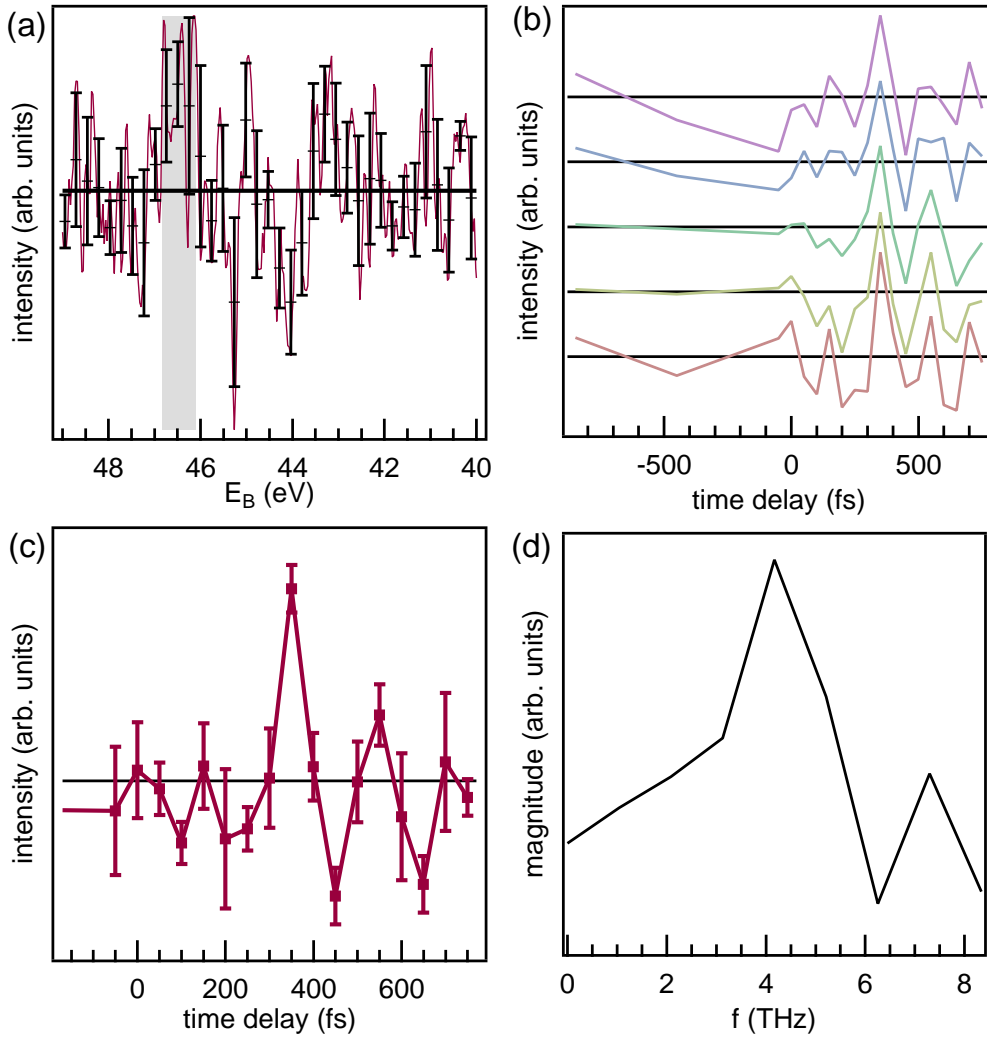 (a)
intensity (arb. units)
48
46
44
42
40
E_B (eV)
(b)
intensity (arb. units)
-500
0
500
time delay (fs)
(c)
intensity (arb. units)
0
200
400
600
time delay (fs)
(d)
magnitude (arb. units)
0
2
4
6
8
f (THz)